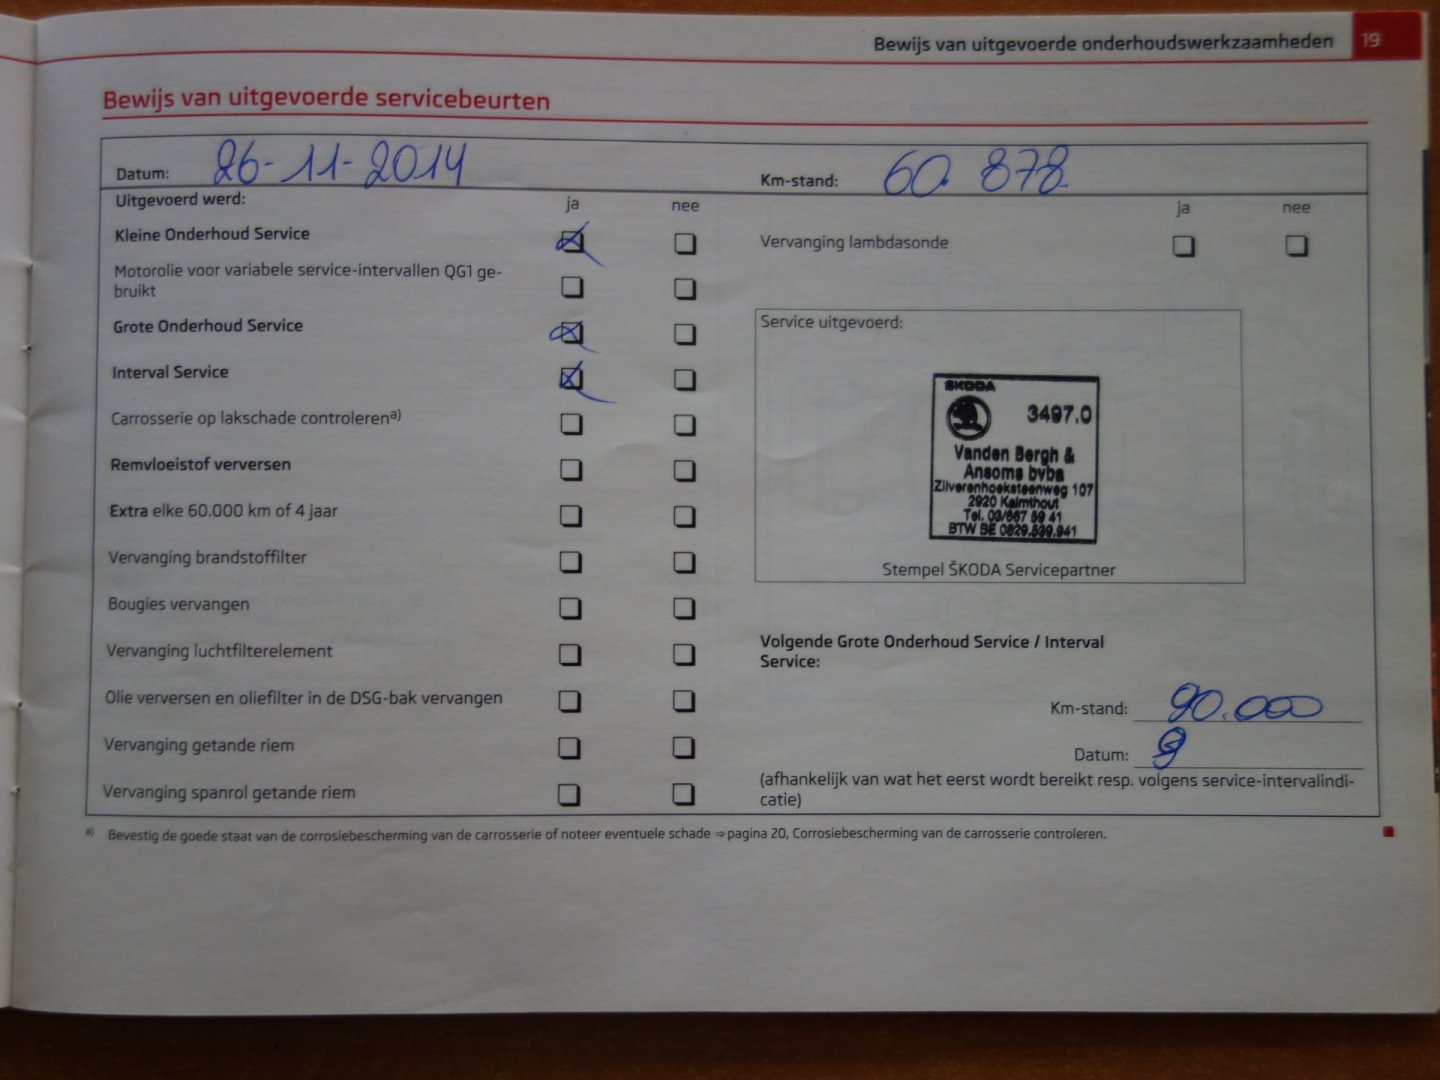 Bewijs van uitgevoerde onderhoudswerkzaamheden 19
Bewijs van uitgevoerde servicebeurten
Datum: 26-11-2014
Km-stand: 60.878
Uitgevoerd werd: ja nee
Kleine Onderhoud Service
Motorolie voor variabele service-intervallen QG1 ge-
bruikt
Grote Onderhoud Service
Interval Service
Carrosserie op lakschade controleren a)
Remvloeistof verversen
Extra elke 60.000 km of 4 jaar
Vervanging brandstoffilter
Bougies vervangen
Vervanging luchtfilterelement
Olie verversen en oliefilter in de DSG-bak vervangen
Vervanging getande riem
Vervanging spanrol getande riem
ja nee
Vervanging lambdasonde
Service uitgevoerd:
ŠKODA
3497.0
Vanden Bergh &
Ansoms bvba
Zilverenhoeksteenweg 107
2920 Kalmthout
Tel. 03/667 59 41
BTW BE 0829.539.941
Stempel ŠKODA Servicepartner
Volgende Grote Onderhoud Service / Interval
Service:
Km-stand: 90.000
Datum:
(afhankelijk van wat het eerst wordt bereikt resp. volgens service-intervalindi-
catie)
a) Bevestig de goede staat van de corrosiebescherming van de carrosserie of noteer eventuele schade ⇒ pagina 20, Corrosiebescherming van de carrosserie controleren.